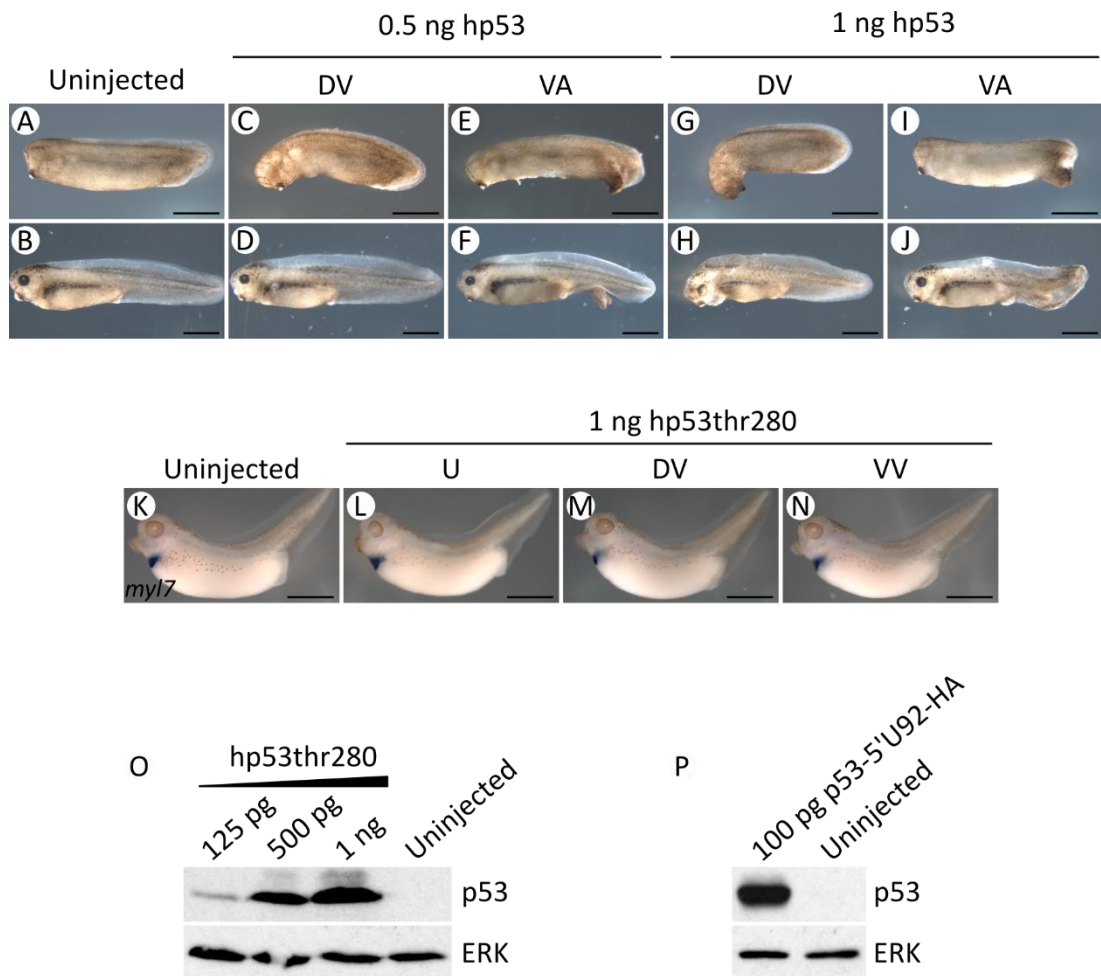 0.5 ng hp53
1 ng hp53
Uninjected
DV
VA
DV
VA
A
C
E
G
I
B
D
F
H
J
1 ng hp53thr280
Uninjected
U
DV
VV
K
L
M
N
myl7
O
hp53thr280
125 pg
500 pg
1 ng
Uninjected
p53
ERK
P
100 pg p53-5'U92-HA
Uninjected
p53
ERK